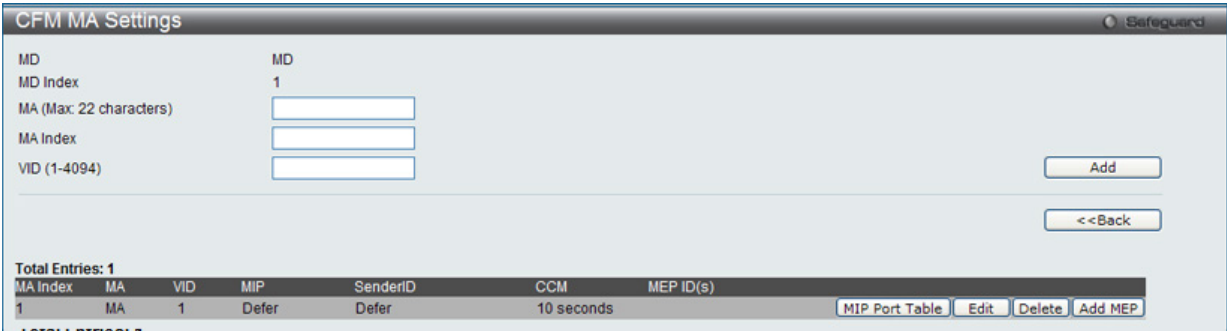 CFM MA Settings
Safeguard
MD MD
MD Index 1
MA (Max: 22 characters)
MA Index
VID (1-4094)
Add
<<Back
Total Entries: 1
MA Index MA VID MIP SenderID CCM MEP ID(s)
1 MA 1 Defer Defer 10 seconds MIP Port Table Edit Delete Add MEP